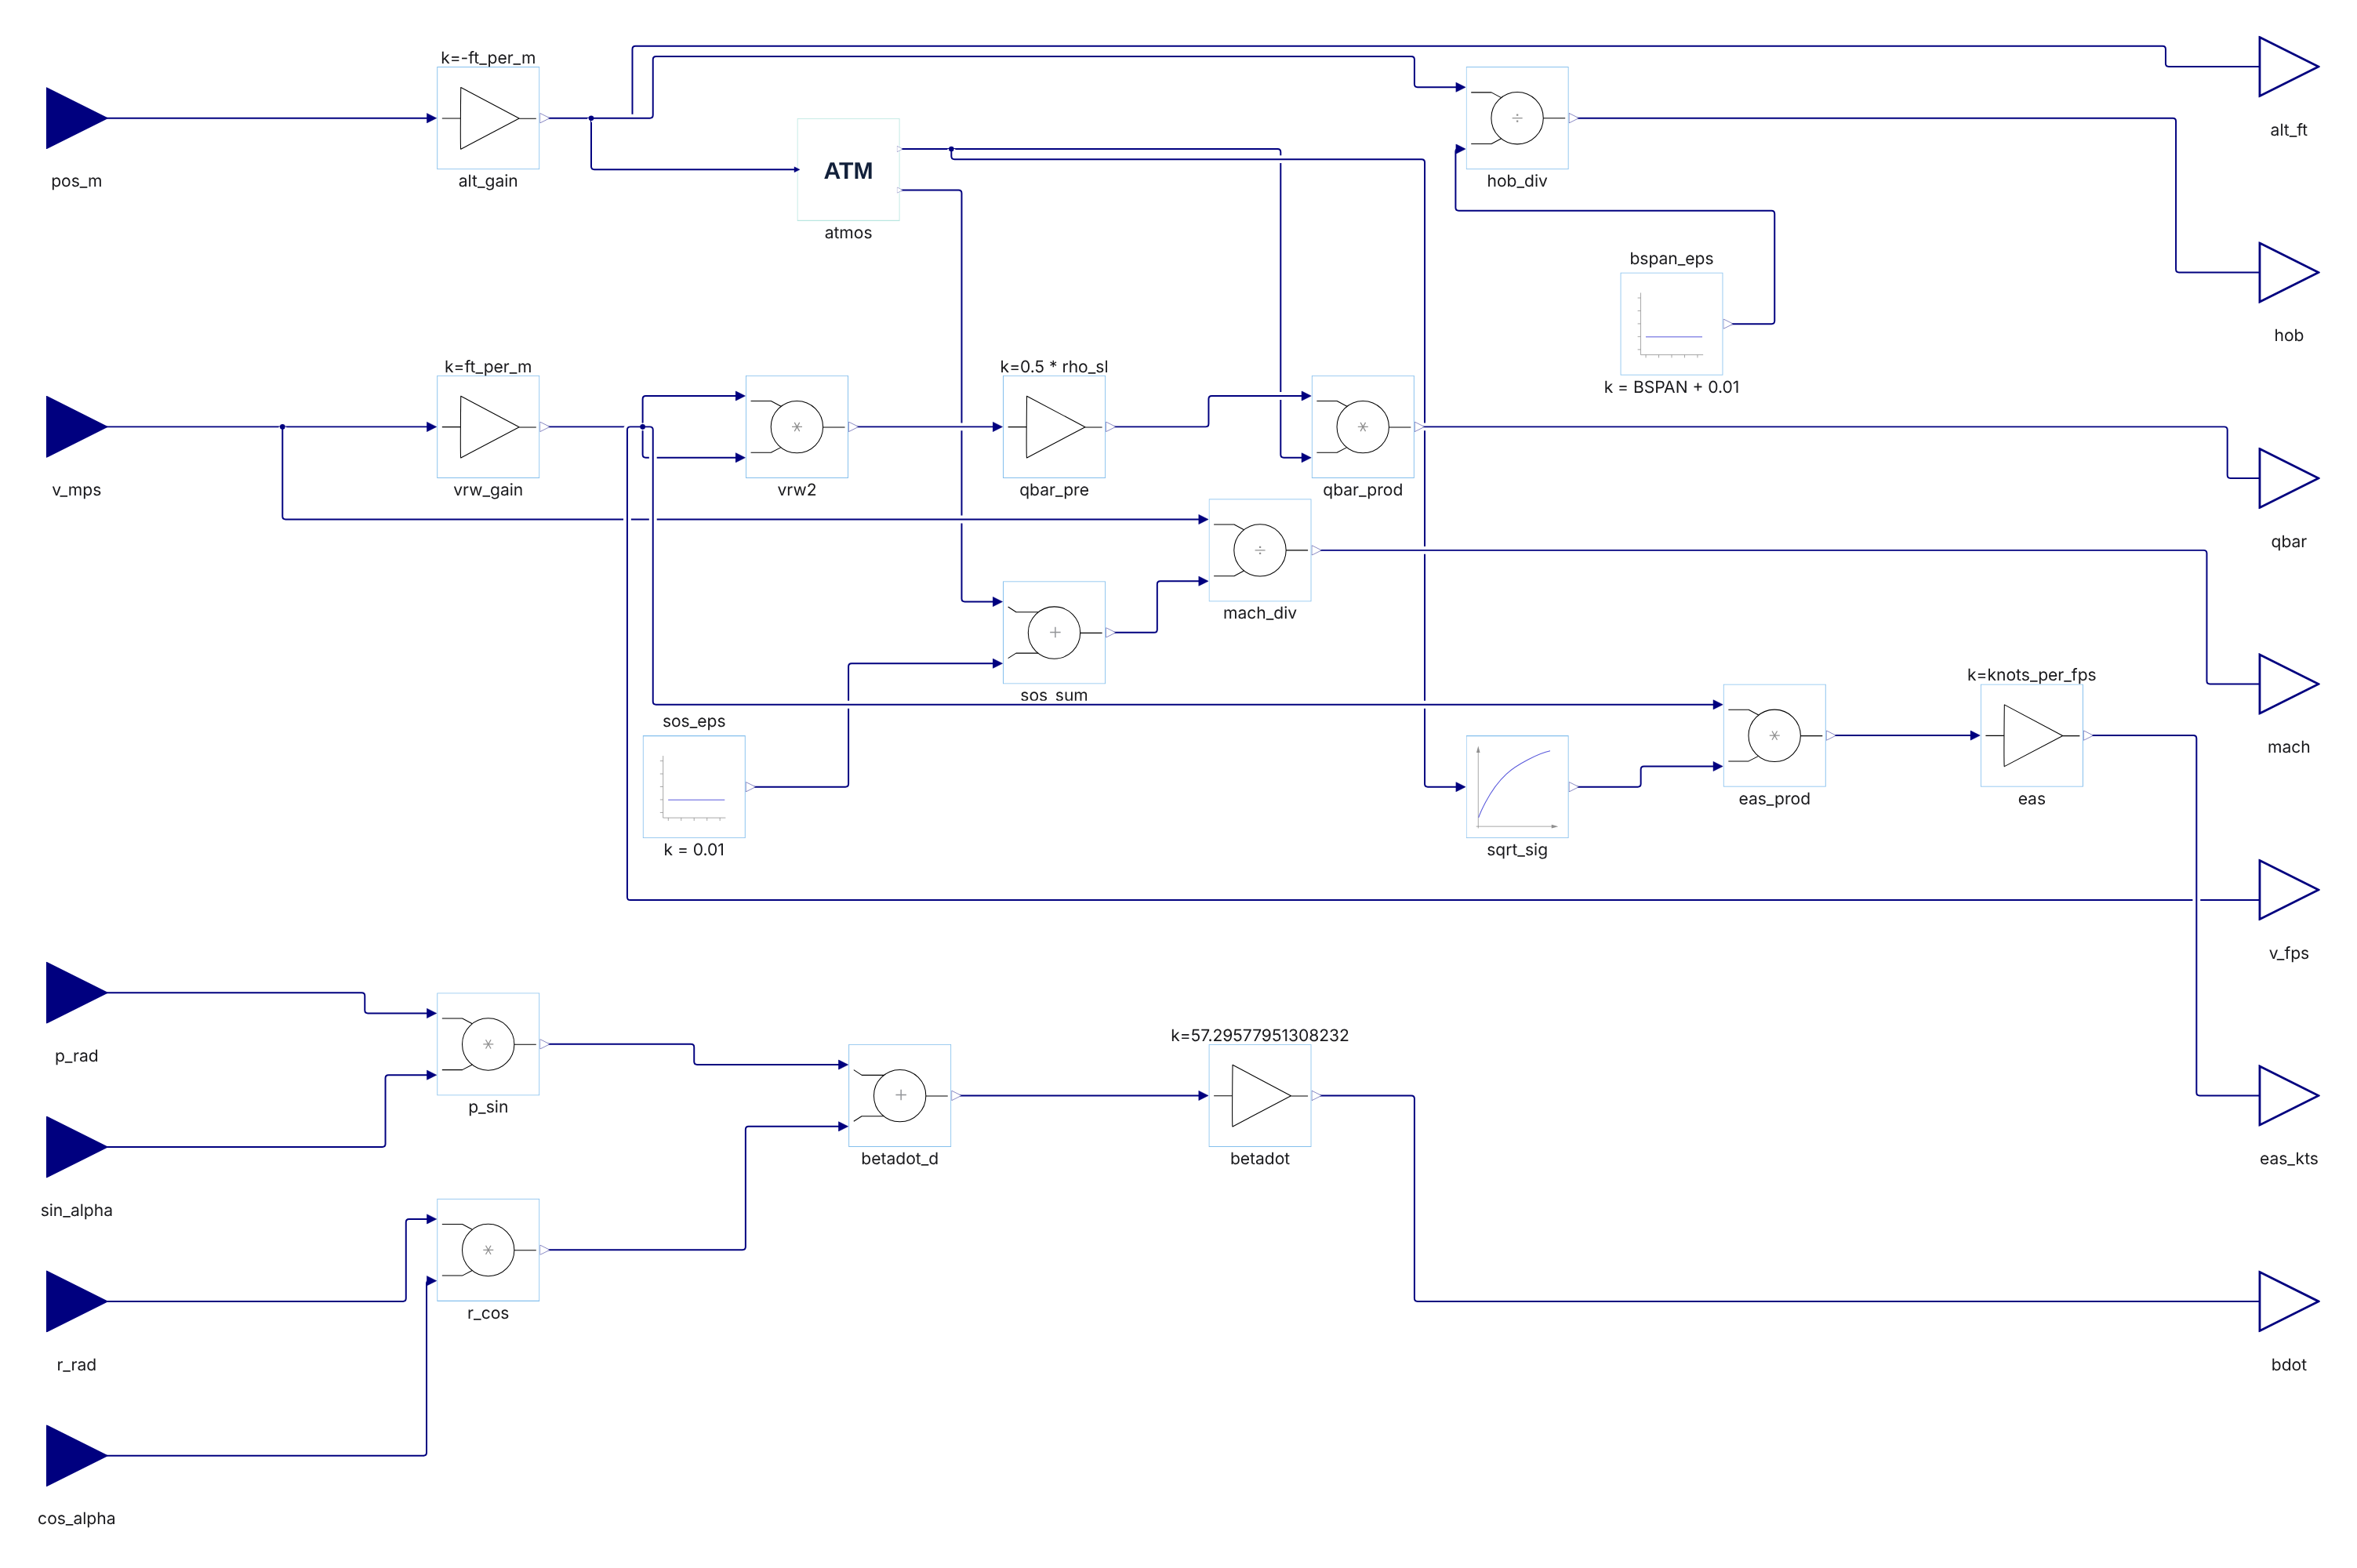 k=-ft_per_m
alt_ft
pos_m
alt_gain
ATM
atmos
÷
hob_div
bspan_eps
k = BSPAN + 0.01
hob
k=ft_per_m
k=0.5 * rho_sl
v_mps
vrw_gain
*
vrw2
qbar_pre
*
qbar_prod
qbar
÷
mach_div
+
sos_sum
sos_eps
k = 0.01
k=knots_per_fps
mach
sqrt_sig
*
eas_prod
eas
v_fps
p_rad
*
p_sin
k=57.29577951308232
sin_alpha
+
betadot_d
betadot
eas_kts
*
r_cos
r_rad
bdot
cos_alpha